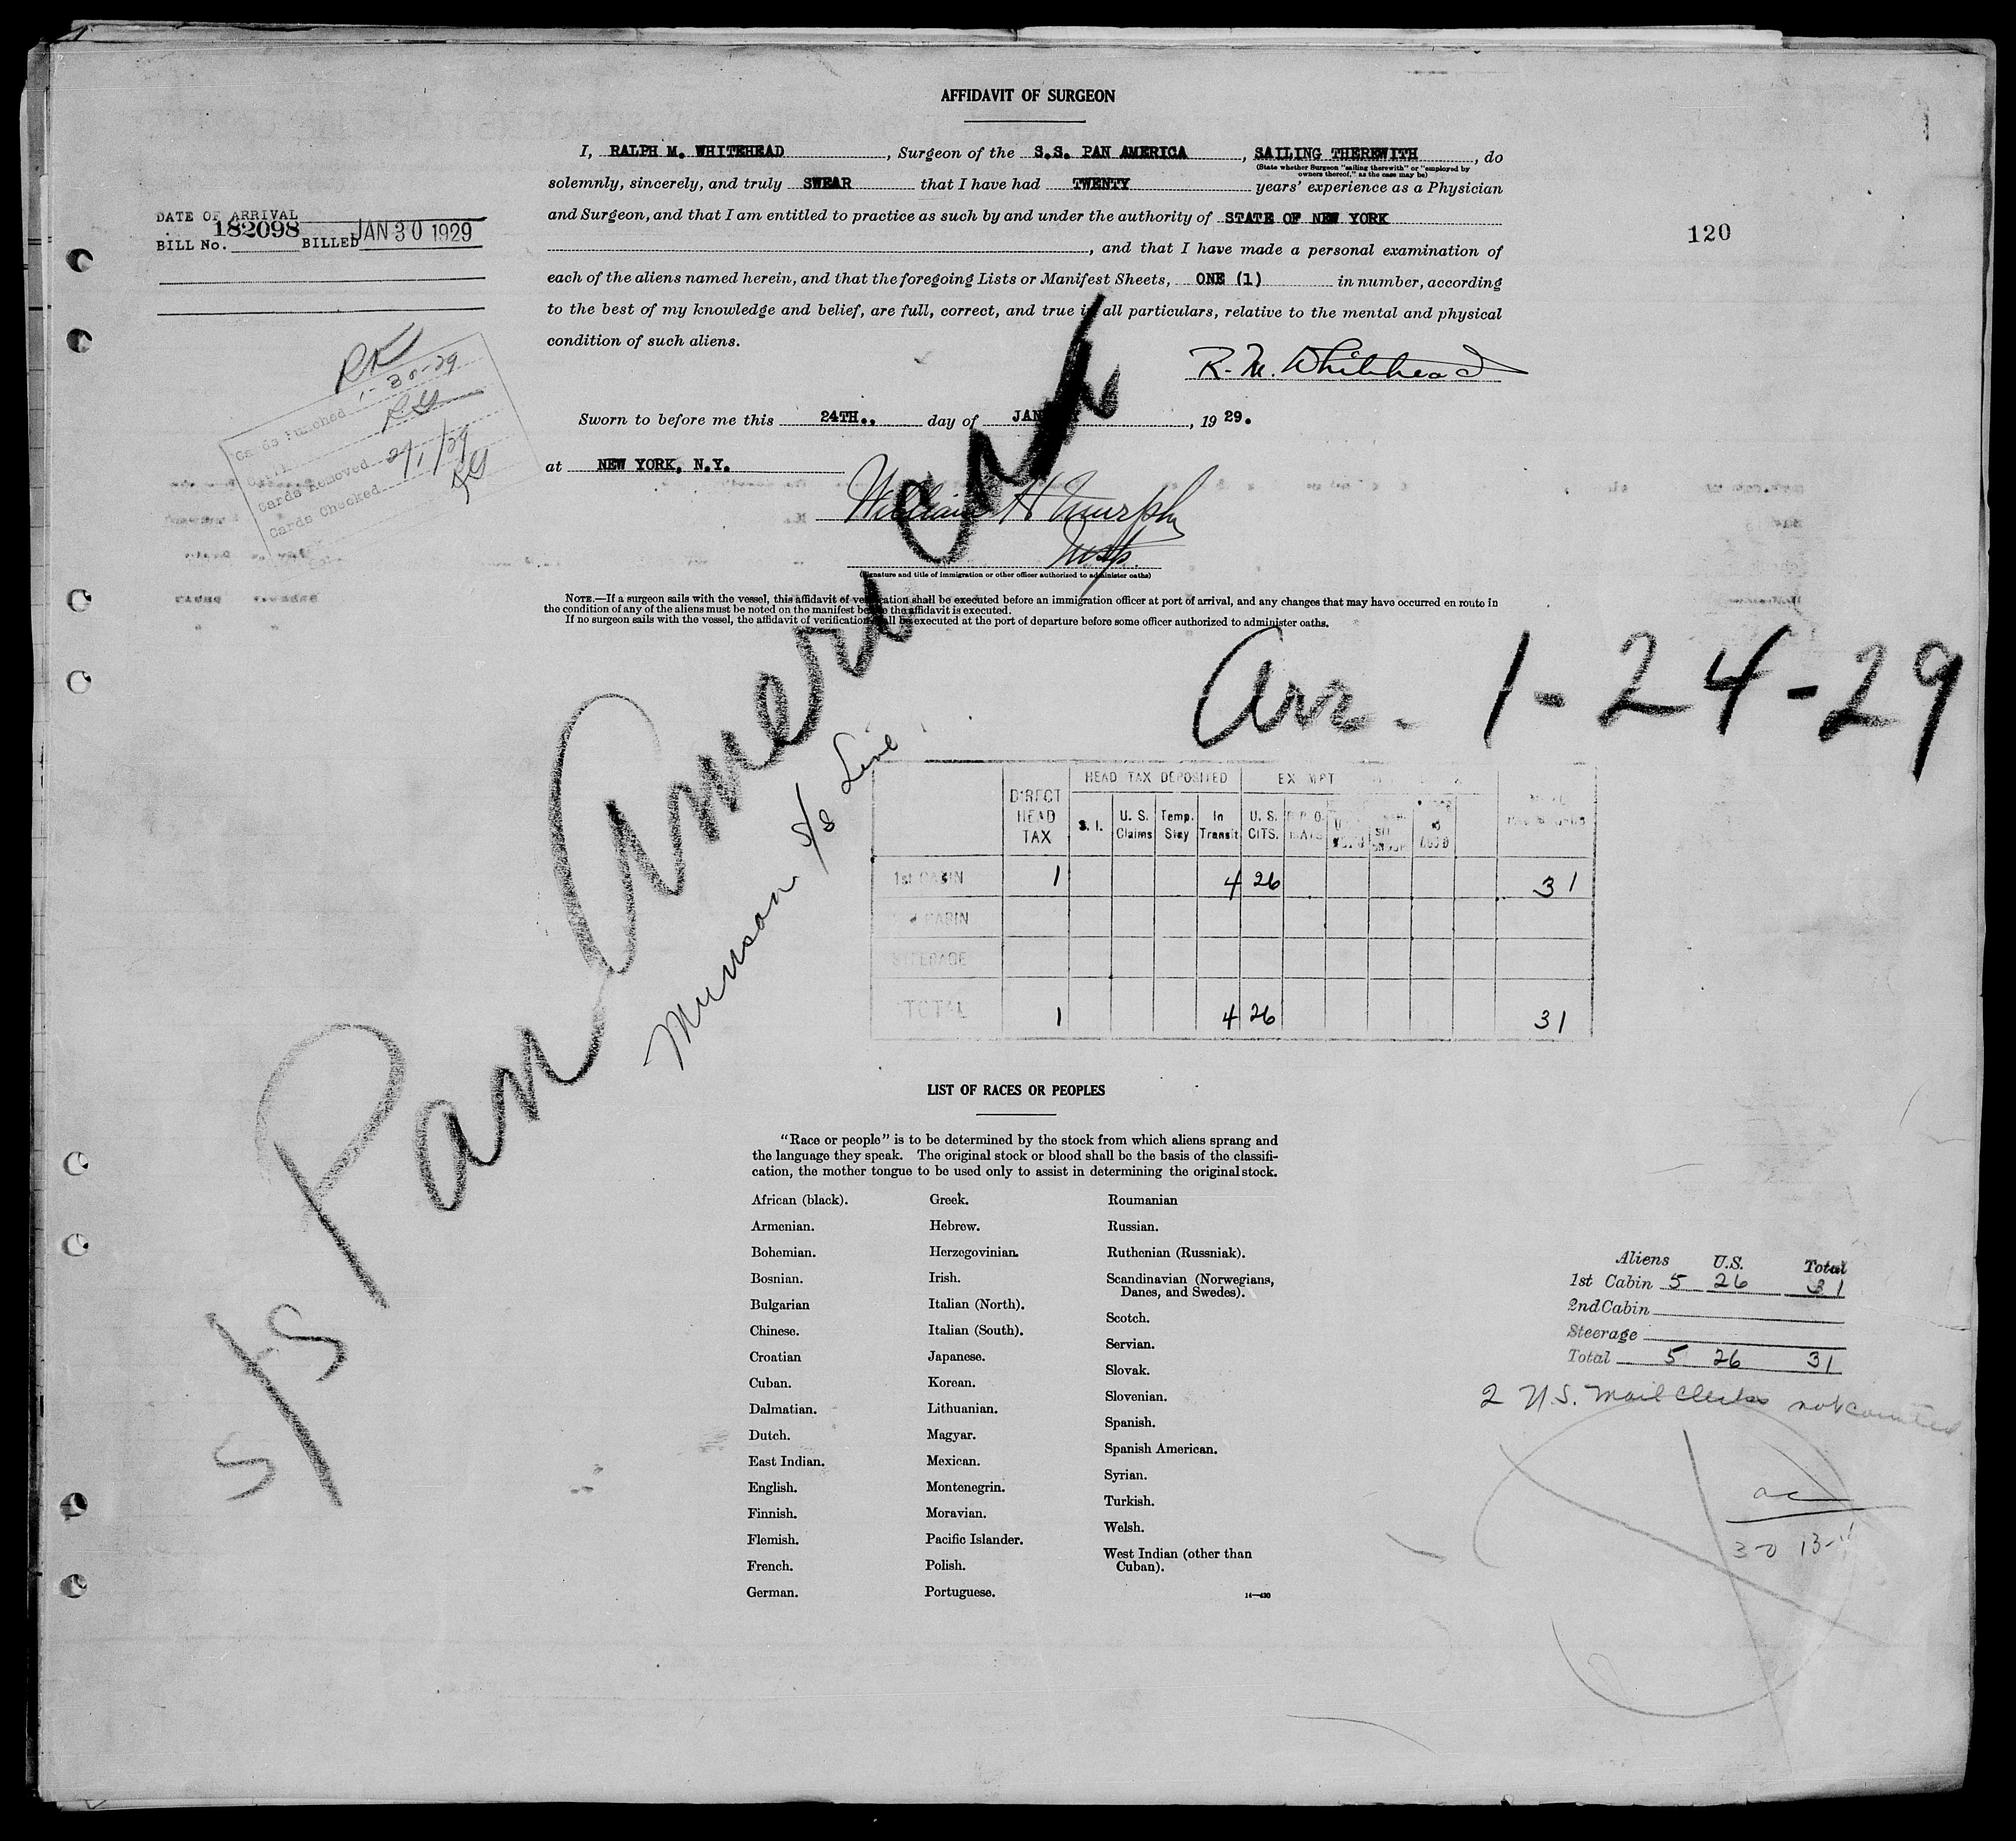 AFFIDAVIT OF SURGEON
I, RALPH M. WHITEHEAD, Surgeon of the S.S. PAN AMERICA, SAILING THEREWITH, do
(State whether Surgeon "sailing therewith" or "employed by
owners thereof," as the case may be)
solemnly, sincerely, and truly SWEAR that I have had TWENTY years' experience as a Physician
and Surgeon, and that I am entitled to practice as such by and under the authority of STATE OF NEW YORK
, and that I have made a personal examination of
each of the aliens named herein, and that the foregoing Lists or Manifest Sheets, ONE (1) in number, according
to the best of my knowledge and belief, are full, correct, and true in all particulars, relative to the mental and physical
condition of such aliens.
DATE OF ARRIVAL
182098
BILL No. BILLED JAN 30 1929
120
R. M. Whitehead
RK
Cards Punched 1-30-29
RG
Cards Removed 2/1/29
Cards Checked RG
Sworn to before me this 24TH., day of JANUARY, 19 29.
at NEW YORK, N.Y.
William H Murphy
Insp.
(Signature and title of immigration or other officer authorized to administer oaths)
NOTE.—If a surgeon sails with the vessel, this affidavit of verification shall be executed before an immigration officer at port of arrival, and any changes that may have occurred en route in
the condition of any of the aliens must be noted on the manifest before the affidavit is executed.
If no surgeon sails with the vessel, the affidavit of verification shall be executed at the port of departure before some officer authorized to administer oaths.
S/S Pan America
Munson S/S Line
Arr. 1-24-29
HEAD TAX DEPOSITED EXEMPT
DIRECT HEAD TAX S. I. U. S. Claims Temp. Stay In Transit U. S. CITS.
1st CABIN 1 4 26 31
CABIN
STEERAGE
TOTAL 1 4 26 31
LIST OF RACES OR PEOPLES
"Race or people" is to be determined by the stock from which aliens sprang and
the language they speak. The original stock or blood shall be the basis of the classifi-
cation, the mother tongue to be used only to assist in determining the original stock.
African (black).
Armenian.
Bohemian.
Bosnian.
Bulgarian
Chinese.
Croatian
Cuban.
Dalmatian.
Dutch.
East Indian.
English.
Finnish.
Flemish.
French.
German.
Greek.
Hebrew.
Herzegovinian.
Irish.
Italian (North).
Italian (South).
Japanese.
Korean.
Lithuanian.
Magyar.
Mexican.
Montenegrin.
Moravian.
Pacific Islander.
Polish.
Portuguese.
Roumanian
Russian.
Ruthenian (Russniak).
Scandinavian (Norwegians,
Danes, and Swedes).
Scotch.
Servian.
Slovak.
Slovenian.
Spanish.
Spanish American.
Syrian.
Turkish.
Welsh.
West Indian (other than
Cuban).
14—430
Aliens U.S. Total
1st Cabin 5 26 31
2nd Cabin
Steerage
Total 5 26 31
2 U.S. Mail Clerks not counted